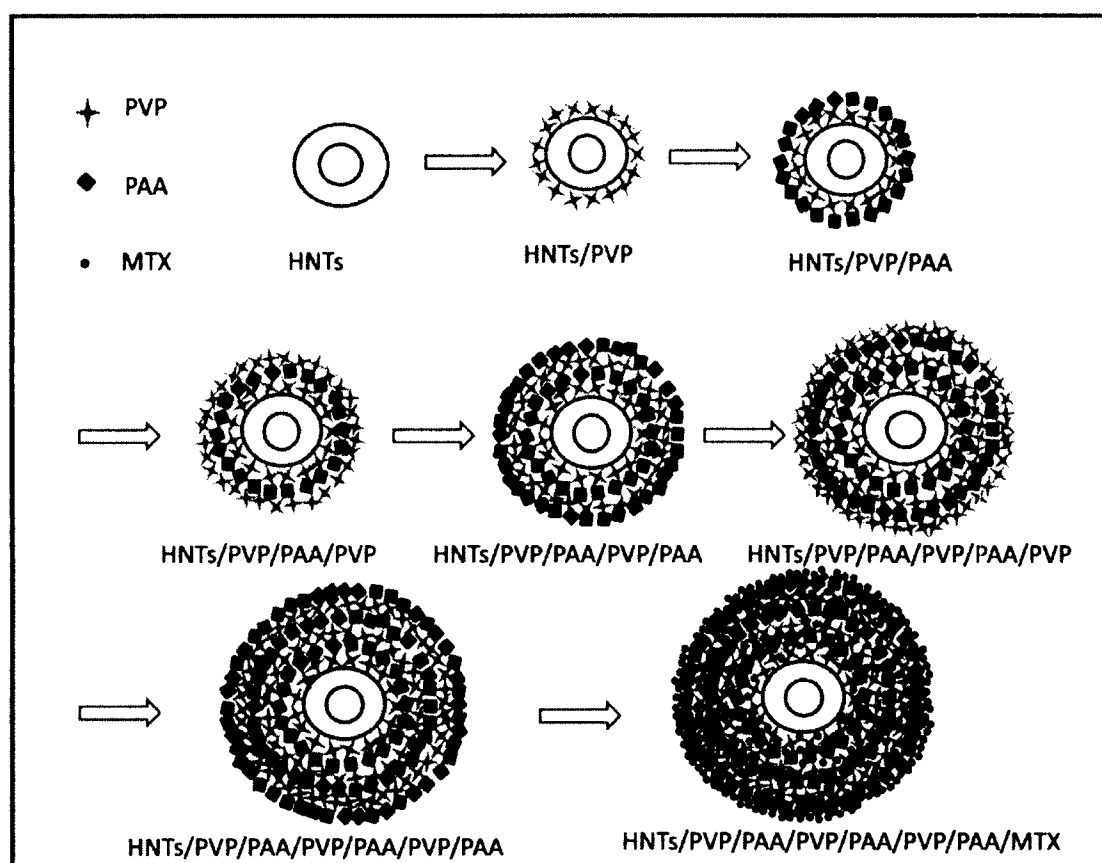 PVP
PAA
MTX
HNTs
HNTs/PVP
HNTs/PVP/PAA
HNTs/PVP/PAA/PVP
HNTs/PVP/PAA/PVP/PAA
HNTs/PVP/PAA/PVP/PAA/PVP
HNTs/PVP/PAA/PVP/PAA/PVP/PAA
HNTs/PVP/PAA/PVP/PAA/PVP/PAA/MTX